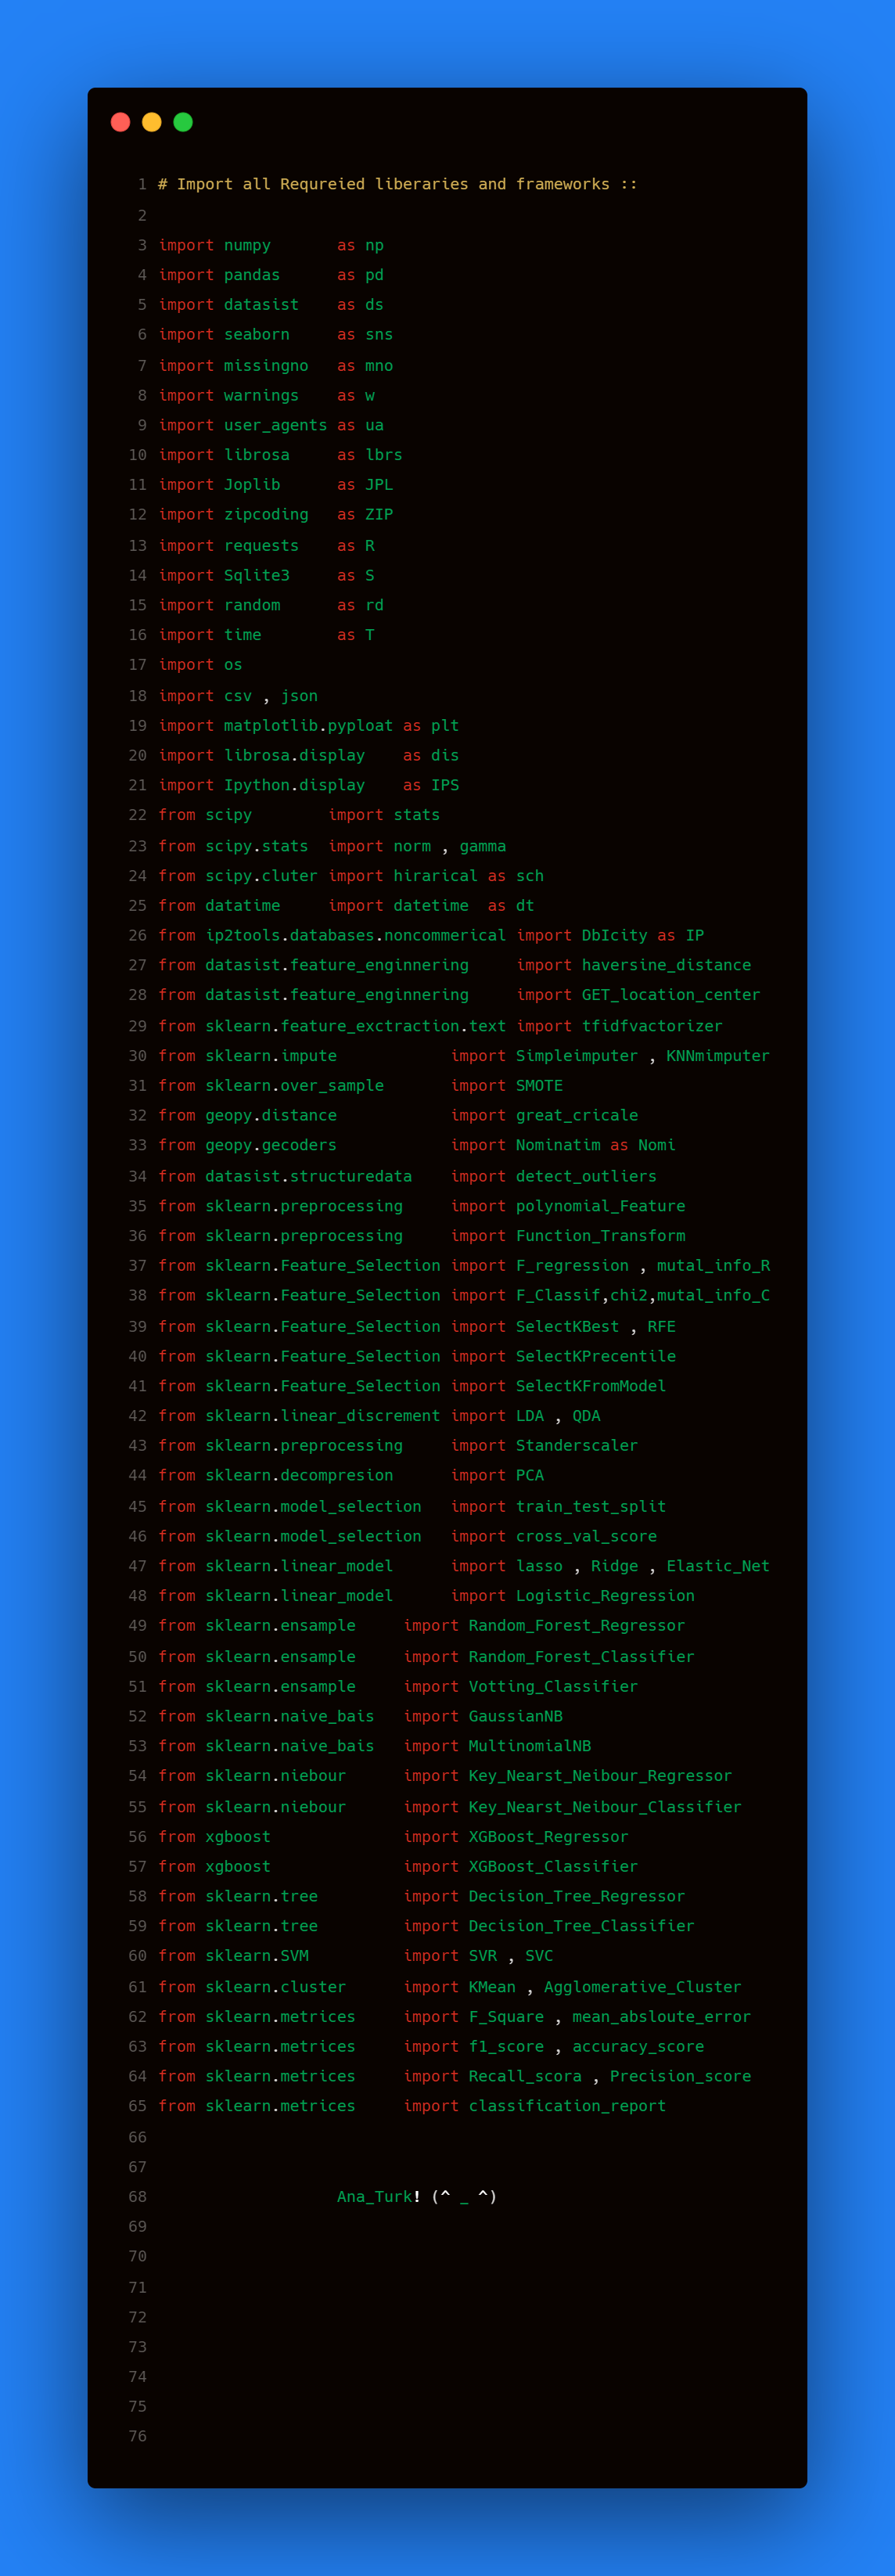 1 # Import all Requreied liberaries and frameworks ::
2
3 import numpy       as np
4 import pandas      as pd
5 import datasist    as ds
6 import seaborn     as sns
7 import missingno   as mno
8 import warnings    as w
9 import user_agents as ua
10 import librosa     as lbrs
11 import Joplib      as JPL
12 import zipcoding   as ZIP
13 import requests    as R
14 import Sqlite3     as S
15 import random      as rd
16 import time        as T
17 import os
18 import csv , json
19 import matplotlib.pyploat as plt
20 import librosa.display    as dis
21 import Ipython.display    as IPS
22 from scipy        import stats
23 from scipy.stats  import norm , gamma
24 from scipy.cluter import hirarical as sch
25 from datatime     import datetime  as dt
26 from ip2tools.databases.noncommerical import DbIcity as IP
27 from datasist.feature_enginnering     import haversine_distance
28 from datasist.feature_enginnering     import GET_location_center
29 from sklearn.feature_exctraction.text import tfidfvactorizer
30 from sklearn.impute            import Simpleimputer , KNNmimputer
31 from sklearn.over_sample       import SMOTE
32 from geopy.distance            import great_cricale
33 from geopy.gecoders            import Nominatim as Nomi
34 from datasist.structuredata    import detect_outliers
35 from sklearn.preprocessing     import polynomial_Feature
36 from sklearn.preprocessing     import Function_Transform
37 from sklearn.Feature_Selection import F_regression , mutal_info_R
38 from sklearn.Feature_Selection import F_Classif,chi2,mutal_info_C
39 from sklearn.Feature_Selection import SelectKBest , RFE
40 from sklearn.Feature_Selection import SelectKPrecentile
41 from sklearn.Feature_Selection import SelectKFromModel
42 from sklearn.linear_discrement import LDA , QDA
43 from sklearn.preprocessing     import Standerscaler
44 from sklearn.decompresion      import PCA
45 from sklearn.model_selection   import train_test_split
46 from sklearn.model_selection   import cross_val_score
47 from sklearn.linear_model      import lasso , Ridge , Elastic_Net
48 from sklearn.linear_model      import Logistic_Regression
49 from sklearn.ensample     import Random_Forest_Regressor
50 from sklearn.ensample     import Random_Forest_Classifier
51 from sklearn.ensample     import Votting_Classifier
52 from sklearn.naive_bais   import GaussianNB
53 from sklearn.naive_bais   import MultinomialNB
54 from sklearn.niebour      import Key_Nearst_Neibour_Regressor
55 from sklearn.niebour      import Key_Nearst_Neibour_Classifier
56 from xgboost              import XGBoost_Regressor
57 from xgboost              import XGBoost_Classifier
58 from sklearn.tree         import Decision_Tree_Regressor
59 from sklearn.tree         import Decision_Tree_Classifier
60 from sklearn.SVM          import SVR , SVC
61 from sklearn.cluster      import KMean , Agglomerative_Cluster
62 from sklearn.metrices     import F_Square , mean_absloute_error
63 from sklearn.metrices     import f1_score , accuracy_score
64 from sklearn.metrices     import Recall_scora , Precision_score
65 from sklearn.metrices     import classification_report
66
67
68                    Ana_Turk! (^ _ ^)
69
70
71
72
73
74
75
76